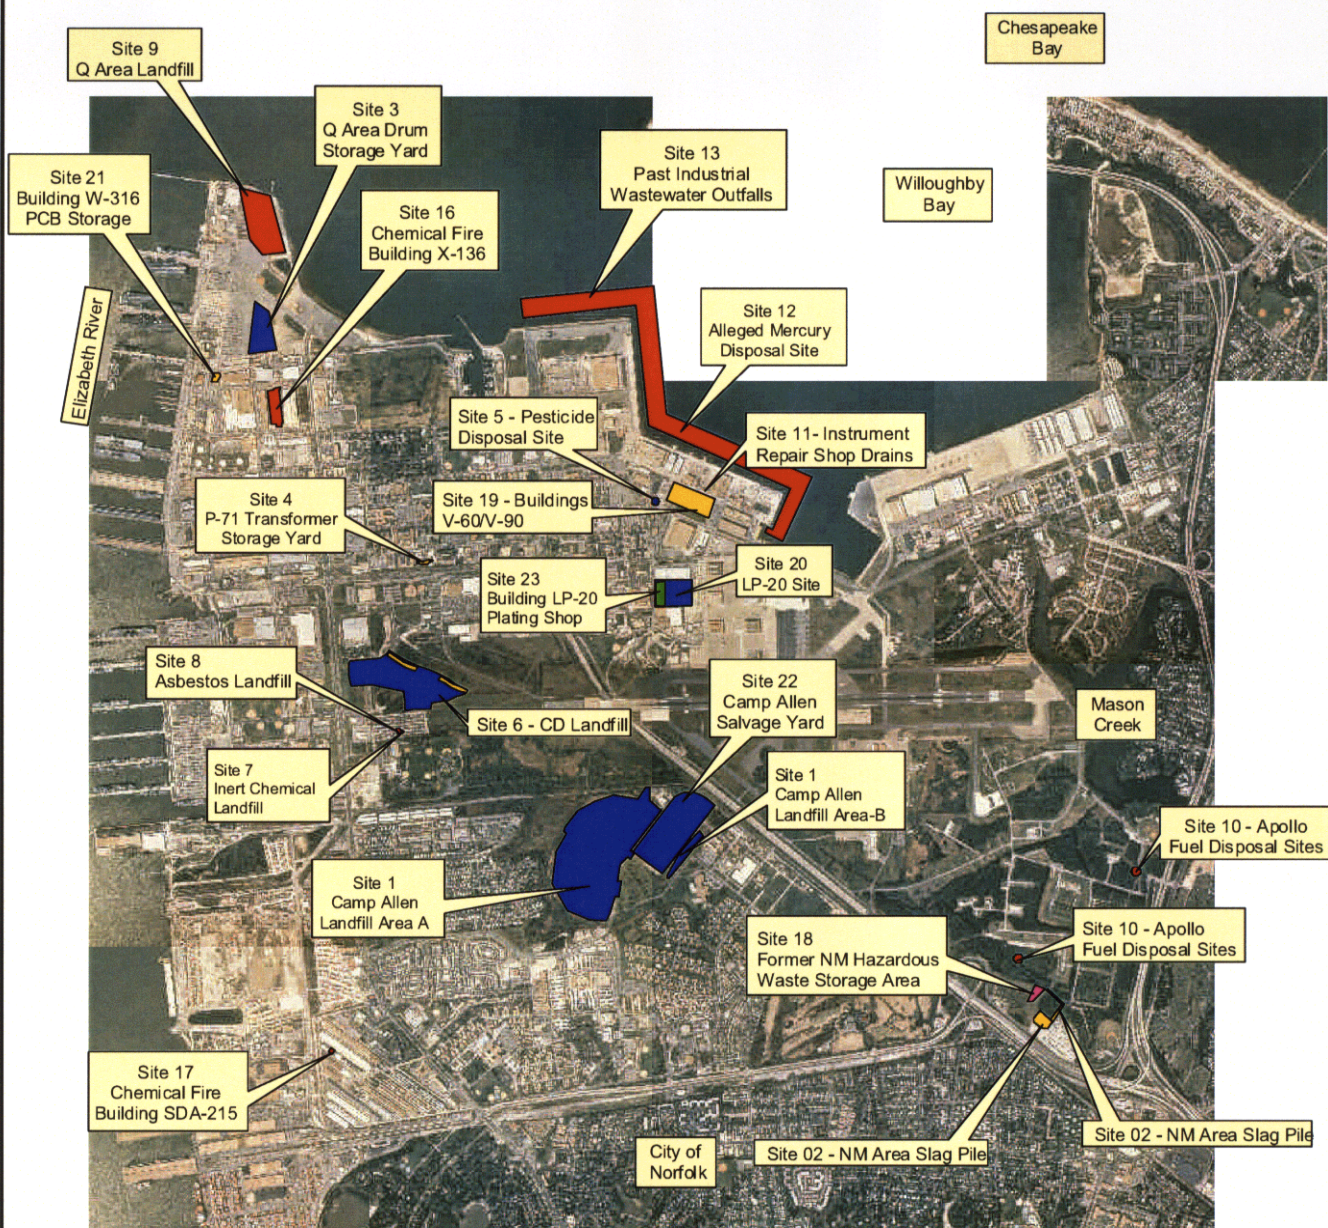 Chesapeake
Bay
Site 9
Q Area Landfill
Site 3
Q Area Drum
Storage Yard
Site 13
Past Industrial
Wastewater Outfalls
Site 21
Building W-316
PCB Storage
Willoughby
Bay
Site 16
Chemical Fire
Building X-136
Elizabeth River
Site 12
Alleged Mercury
Disposal Site
Site 5 - Pesticide
Disposal Site
Site 11- Instrument
Repair Shop Drains
Site 4
P-71 Transformer
Storage Yard
Site 19 - Buildings
V-60/V-90
Site 23
Building LP-20
Plating Shop
Site 20
LP-20 Site
Site 8
Asbestos Landfill
Site 6 - CD Landfill
Site 22
Camp Allen
Salvage Yard
Mason
Creek
Site 7
Inert Chemical
Landfill
Site 1
Camp Allen
Landfill Area-B
Site 10 - Apollo
Fuel Disposal Sites
Site 1
Camp Allen
Landfill Area A
Site 10 - Apollo
Fuel Disposal Sites
Site 18
Former NM Hazardous
Waste Storage Area
Site 17
Chemical Fire
Building SDA-215
Site 02 - NM Area Slag Pile
Site 02 - NM Area Slag Pile
City of
Norfolk